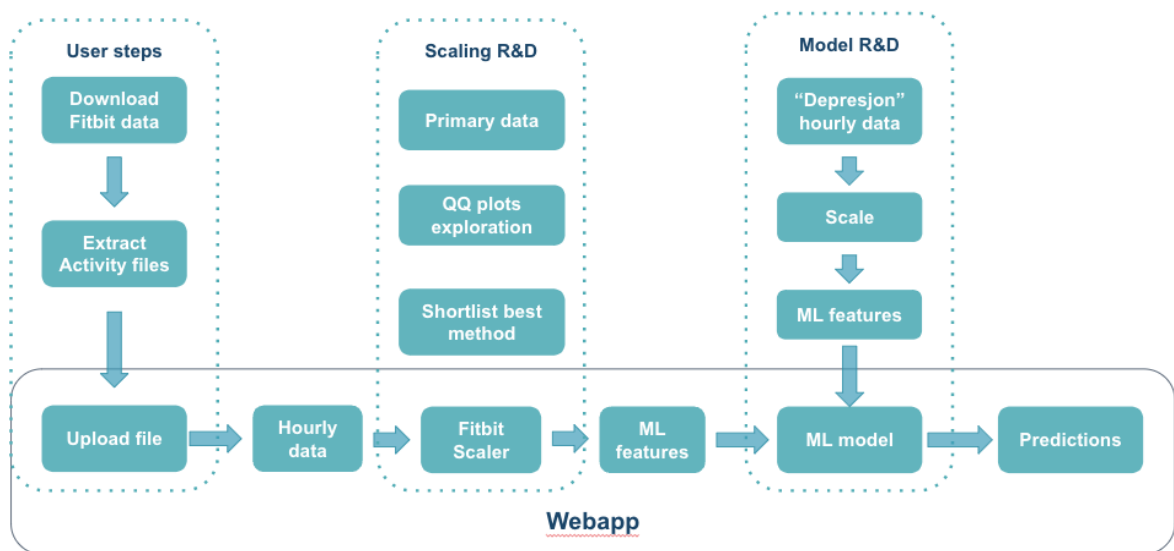 User steps
Download
Fitbit data
Extract
Activity files
Upload file
Hourly
data
Scaling R&D
Primary data
QQ plots
exploration
Shortlist best
method
Fitbit
Scaler
ML
features
Model R&D
“Depresjon”
hourly data
Scale
ML features
ML model
Predictions
Webapp